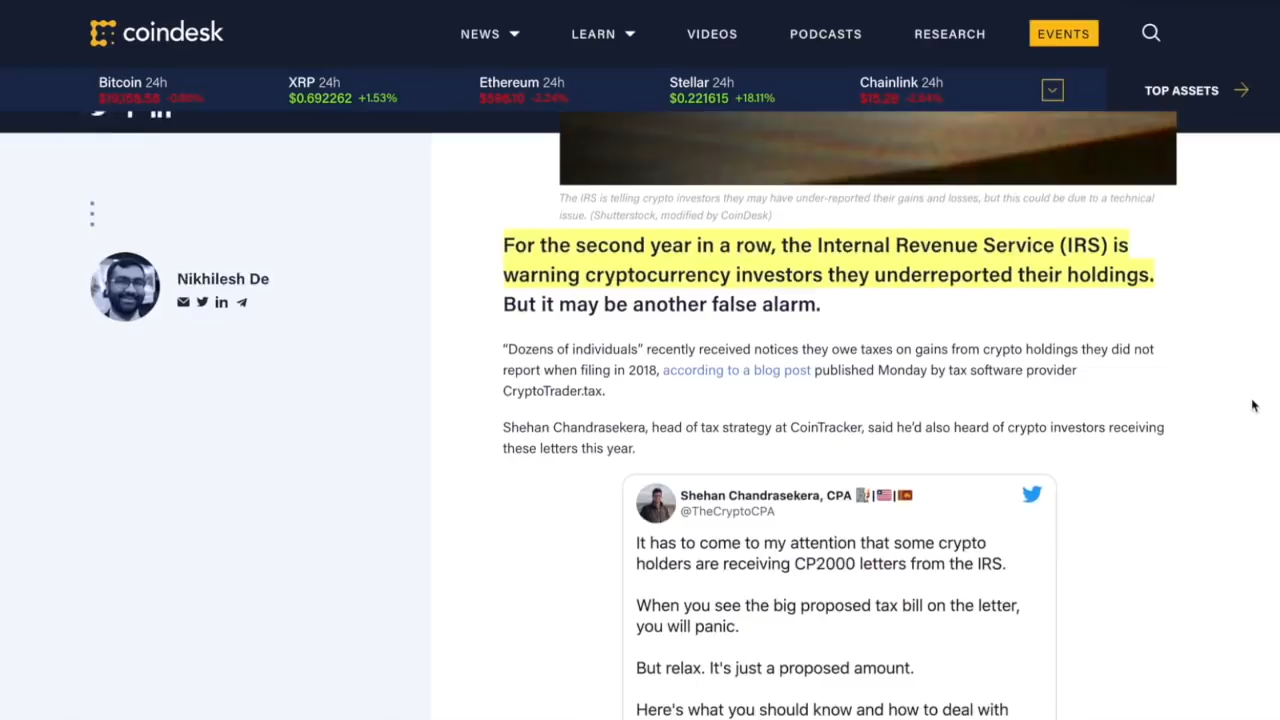 coindesk
NEWS
LEARN
VIDEOS
PODCASTS
RESEARCH
EVENTS
Bitcoin 24h
XRP 24h
Ethereum 24h
Stellar 24h
Chainlink 24h
$0.692262 +1.53%
$0.221615 +18.11%
TOP ASSETS
The IRS is telling crypto investors they may have under-reported their gains and losses, but this could be due to a technical
issue. (Shutterstock, modified by CoinDesk)
For the second year in a row, the Internal Revenue Service (IRS) is
warning cryptocurrency investors they underreported their holdings.
But it may be another false alarm.
Nikhilesh De
“Dozens of individuals” recently received notices they owe taxes on gains from crypto holdings they did not
report when filing in 2018, according to a blog post published Monday by tax software provider
CryptoTrader.tax.
Shehan Chandrasekera, head of tax strategy at CoinTracker, said he’d also heard of crypto investors receiving
these letters this year.
Shehan Chandrasekera, CPA
@TheCryptoCPA
It has to come to my attention that some crypto
holders are receiving CP2000 letters from the IRS.
When you see the big proposed tax bill on the letter,
you will panic.
But relax. It's just a proposed amount.
Here's what you should know and how to deal with